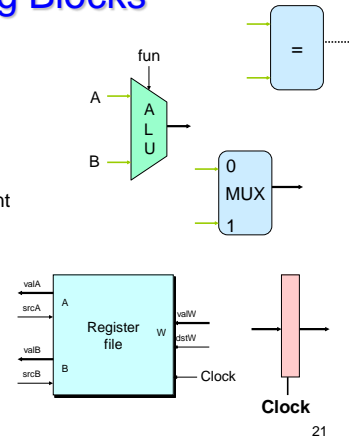 g Blocks
=
fun
A
A
L
U
B
0
MUX
1
nt
valA
A
srcA
Register
file
valW
W
dstW
valB
B
srcB
Clock
Clock
21